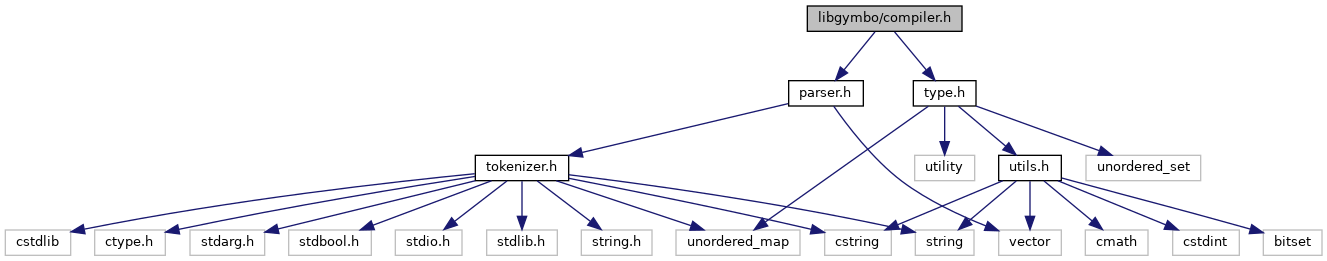 libgymbo/compiler.h
parser.h
type.h
tokenizer.h
utility
utils.h
unordered_set
cstdlib
ctype.h
stdarg.h
stdbool.h
stdio.h
stdlib.h
string.h
unordered_map
cstring
string
vector
cmath
cstdint
bitset